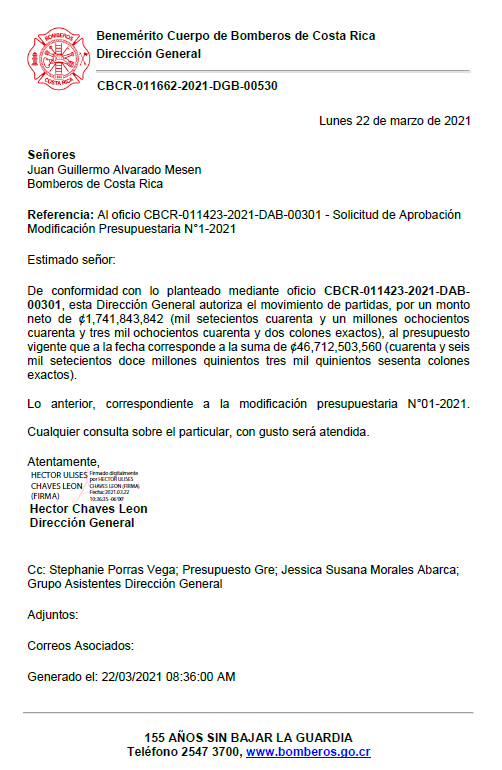 BOMBEROS
COSTA RICA
Benemérito Cuerpo de Bomberos de Costa Rica
Dirección General
CBCR-011662-2021-DGB-00530
Lunes 22 de marzo de 2021
Señores
Juan Guillermo Alvarado Mesen
Bomberos de Costa Rica
Referencia: Al oficio CBCR-011423-2021-DAB-00301 - Solicitud de Aprobación
Modificación Presupuestaria N°1-2021
Estimado señor:
De conformidad con lo planteado mediante oficio CBCR-011423-2021-DAB-
00301, esta Dirección General autoriza el movimiento de partidas, por un monto
neto de ₡1,741,843,842 (mil setecientos cuarenta y un millones ochocientos
cuarenta y tres mil ochocientos cuarenta y dos colones exactos), al presupuesto
vigente que a la fecha corresponde a la suma de ₡46,712,503,560 (cuarenta y seis
mil setecientos doce millones quinientos tres mil quinientos sesenta colones
exactos).
Lo anterior, correspondiente a la modificación presupuestaria N°01-2021.
Cualquier consulta sobre el particular, con gusto será atendida.
Atentamente,
HECTOR ULISES
CHAVES LEON
(FIRMA)
Firmado digitalmente
por HECTOR ULISES
CHAVES LEON (FIRMA)
Fecha: 2021.03.22
10:36:35 -06'00'
Hector Chaves Leon
Dirección General
Cc: Stephanie Porras Vega; Presupuesto Gre; Jessica Susana Morales Abarca;
Grupo Asistentes Dirección General
Adjuntos:
Correos Asociados:
Generado el: 22/03/2021 08:36:00 AM
155 AÑOS SIN BAJAR LA GUARDIA
Teléfono 2547 3700, www.bomberos.go.cr